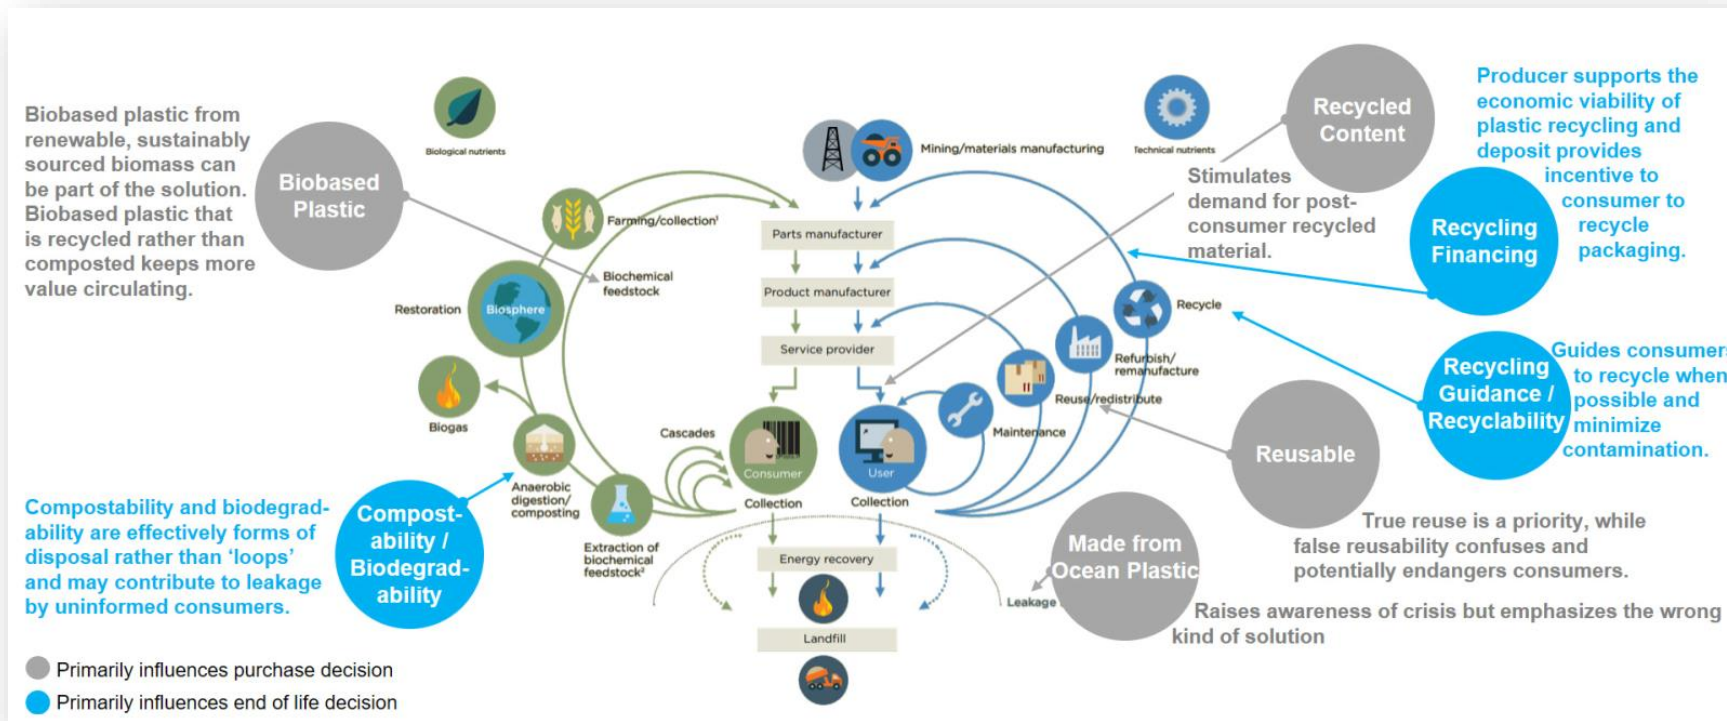 Biobased plastic from
renewable, sustainably
sourced biomass can
be part of the solution.
Biobased plastic that
is recycled rather than
composted keeps more
value circulating.
Biobased
Plastic
Biological nutrients
Farming/collection¹
Biochemical
feedstock
Restoration
Biosphere
Biogas
Anaerobic
digestion/
composting
Extraction of
biochemical
feedstock²
Cascades
Consumer
Collection
Mining/materials manufacturing
Parts manufacturer
Product manufacturer
Service provider
User
Collection
Energy recovery
Landfill
Leakage
Technical nutrients
Recycle
Refurbish/
remanufacture
Reuse/redistribute
Maintenance
Recycled
Content
Stimulates
demand for post-
consumer recycled
material.
Producer supports the
economic viability of
plastic recycling and
deposit provides
incentive to
consumer to
recycle
packaging.
Recycling
Financing
Recycling
Guidance /
Recyclability
Guides consumers
to recycle when
possible and
minimize
contamination.
Reusable
True reuse is a priority, while
false reusability confuses and
potentially endangers consumers.
Made from
Ocean Plastic
Raises awareness of crisis but emphasizes the wrong
kind of solution
Compostability and biodegrad-
ability are effectively forms of
disposal rather than ‘loops’
and may contribute to leakage
by uninformed consumers.
Compost-
ability /
Biodegrad-
ability
Primarily influences purchase decision
Primarily influences end of life decision